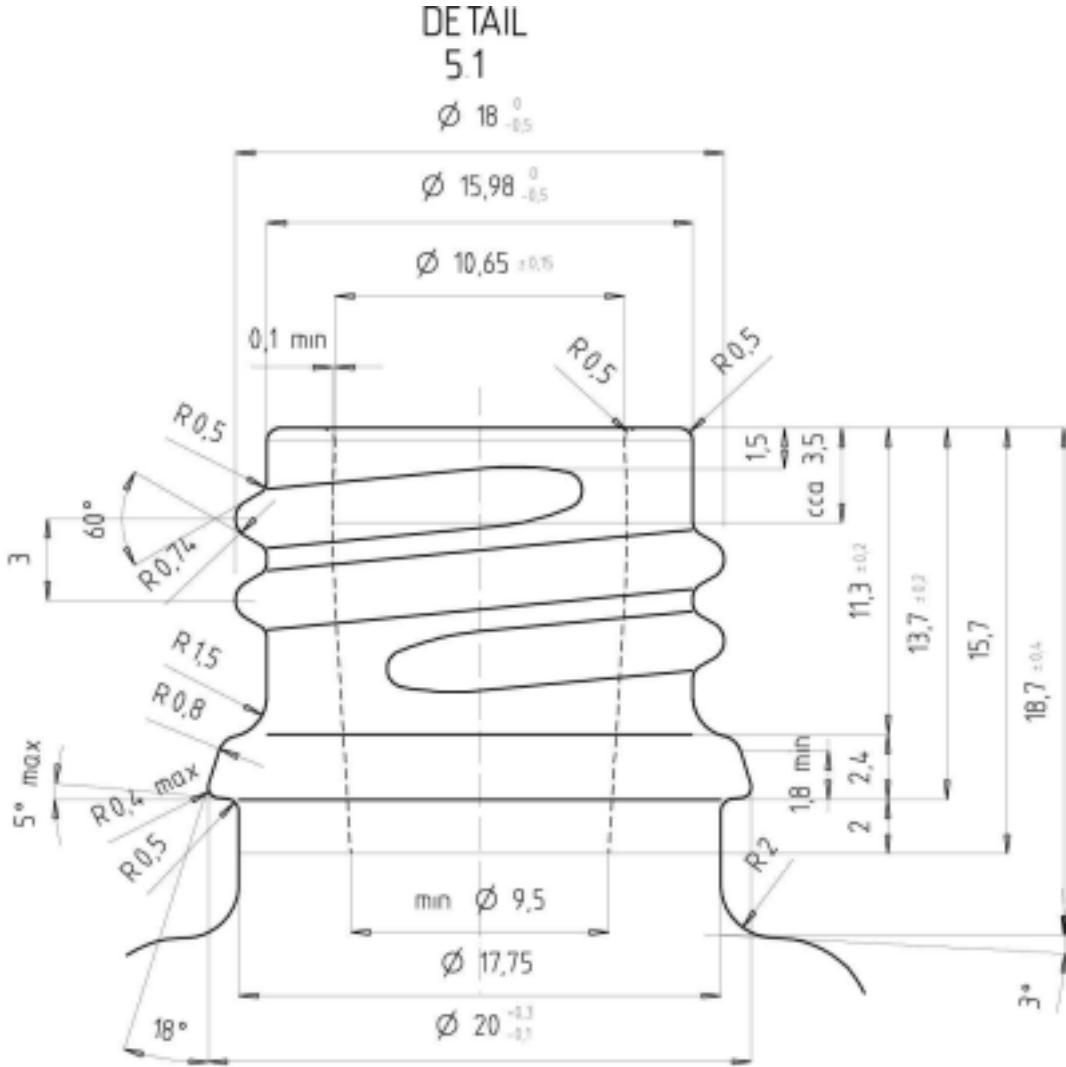 DETAIL
5.1
Ø 18 0 -0,5
Ø 15,98 0 -0,5
Ø 10,65 ±0,15
0,1 min
R0,5
R0,5
R0,5
60°
3
R0,74
1,5
cca 3,5
11,3 ±0,2
13,7 ±0,2
15,7
18,7 ±0,4
R1,5
R0,8
5° max
R0,4 max
R0,5
1,8 min
2,4
2
R2
min Ø 9,5
Ø 17,75
Ø 20
18°
3°